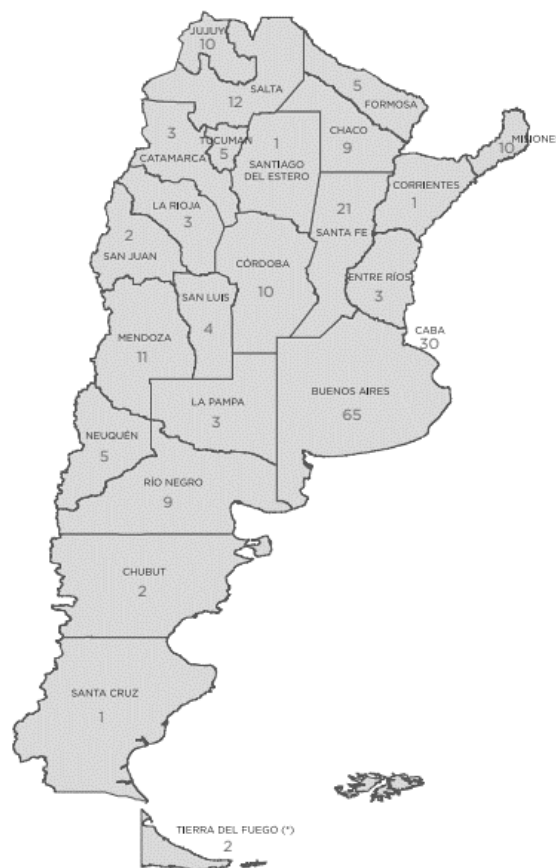 JUJUY
10
SALTA
12
5
FORMOSA
3
CATAMARCA
TUCUMÁN
5
1
SANTIAGO
DEL ESTERO
CHACO
9
MISIONE
10
CORRIENTES
1
LA RIOJA
3
21
SANTA FE
2
SAN JUAN
CÓRDOBA
10
ENTRE RÍOS
3
SAN LUIS
4
MENDOZA
11
CABA
30
BUENOS AIRES
65
LA PAMPA
3
NEUQUÉN
5
RÍO NEGRO
9
CHUBUT
2
SANTA CRUZ
1
TIERRA DEL FUEGO (*)
2